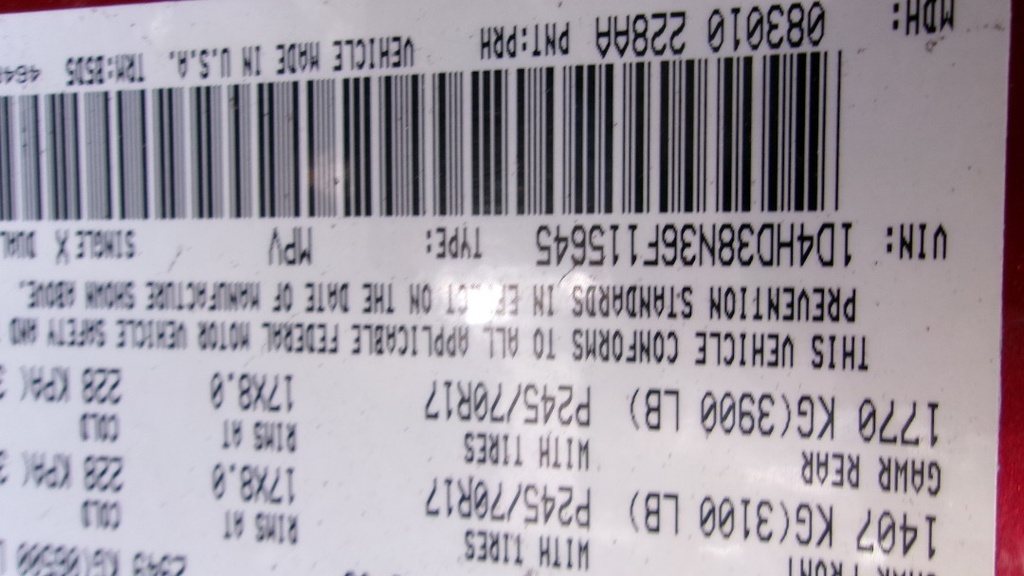 1407 KG(3100 LB) WITH TIRES P245/70R17 RIMS AT 17X8.0 COLD 228 KPA(
GAWR REAR
1770 KG(3900 LB) WITH TIRES P245/70R17 RIMS AT 17X8.0 COLD 228 KPA(
THIS VEHICLE CONFORMS TO ALL APPLICABLE FEDERAL MOTOR VEHICLE SAFETY AND
PREVENTION STANDARDS IN EFFECT ON THE DATE OF MANUFACTURE SHOWN ABOVE.
VIN: 1D4HD38N36F115645 TYPE: MPV SINGLE X DUAL
MDH: 083010 228AA PNT:PRH VEHICLE MADE IN U.S.A. TRM:B5D5